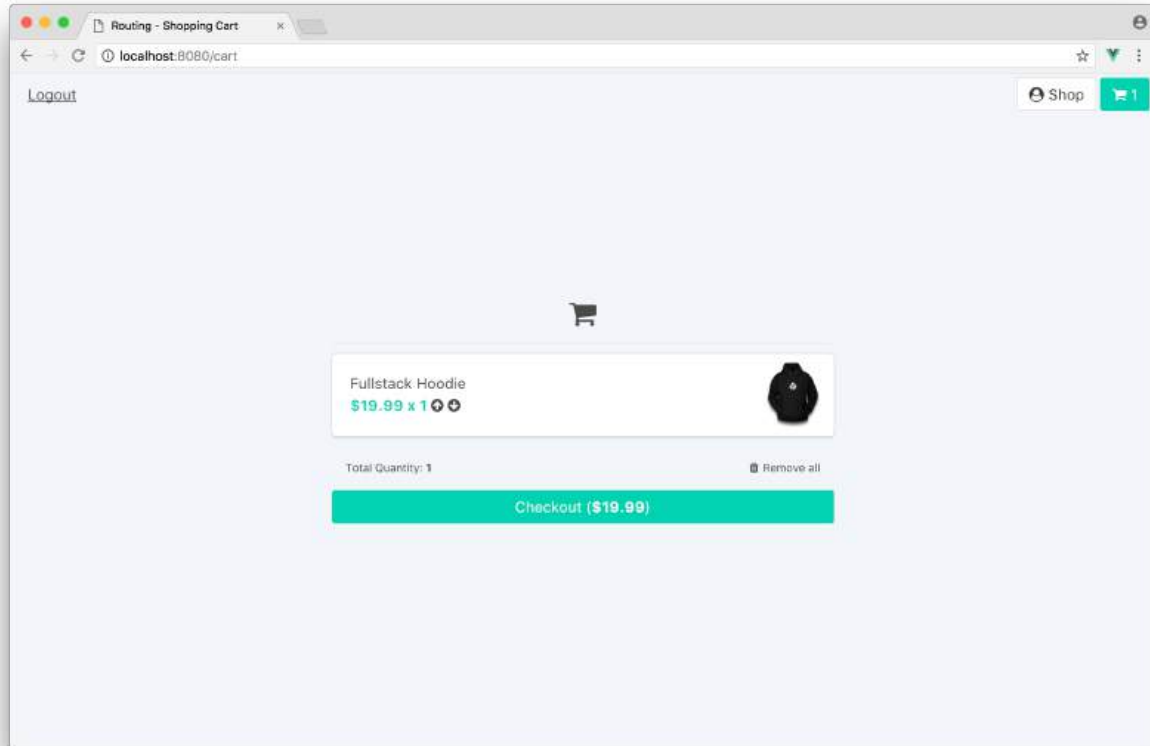 Routing - Shopping Cart
localhost:8080/cart
Logout
Shop
1
Fullstack Hoodie
$19.99 x 1
Total Quantity: 1
Remove all
Checkout ($19.99)